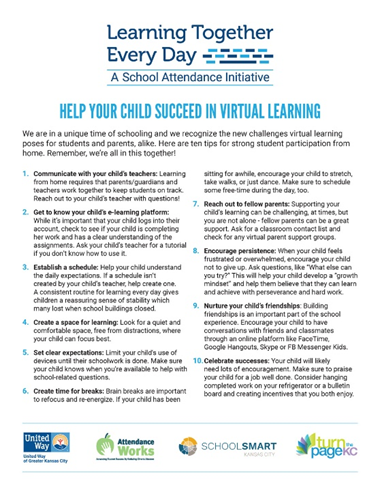 Learning Together
Every Day
A School Attendance Initiative
HELP YOUR CHILD SUCCEED IN VIRTUAL LEARNING
We are in a unique time of schooling and we recognize the new challenges virtual learning
poses for students and parents, alike. Here are ten tips for strong student participation from
home. Remember, we're all in this together!
1. Communicate with your child's teachers: Learning
from home requires that parents/guardians and
teachers work together to keep students on track.
Reach out to your child's teacher with questions!
2. Get to know your child's e-learning platform:
While it's important that your child logs into their
account, check to see if your child is completing
her work and has a clear understanding of the
assignments. Ask your child's teacher for a tutorial
if you don't know how to use it.
3. Establish a schedule: Help your child understand
the daily expectations. If a schedule isn't
created by your child's teacher, help create one.
A consistent routine for learning every day gives
children a reassuring sense of stability which
many lost when school buildings closed.
4. Create a space for learning: Look for a quiet and
comfortable space, free from distractions, where
your child can focus best.
5. Set clear expectations: Limit your child's use of
devices until their schoolwork is done. Make sure
your child knows when you're available to help with
school-related questions.
6. Create time for breaks: Brain breaks are important
to refocus and re-energize. If your child has been
sitting for awhile, encourage your child to stretch,
take walks, or just dance. Make sure to schedule
some free-time during the day, too.
7. Reach out to fellow parents: Supporting your
child's learning can be challenging, at times, but
you are not alone - fellow parents can be a great
support. Ask for a classroom contact list and
check for any virtual parent support groups.
8. Encourage persistence: When your child feels
frustrated or overwhelmed, encourage your child
not to give up. Ask questions, like "What else can
you try?" This will help your child develop a "growth
mindset" and help them believe that they can learn
and achieve with perseverance and hard work.
9. Nurture your child's friendships: Building
friendships is an important part of the school
experience. Encourage your child to have
conversations with friends and classmates
through an online platform like FaceTime,
Google Hangouts, Skype or FB Messenger Kids.
10. Celebrate successes: Your child will likely
need lots of encouragement. Make sure to praise
your child for a job well done. Consider hanging
completed work on your refrigerator or a bulletin
board and creating incentives that you both enjoy.
United
Way
United Way
of Greater Kansas City
Attendance
Works
SCHOOLSMART
KANSAS CITY
turn
the
pageKC